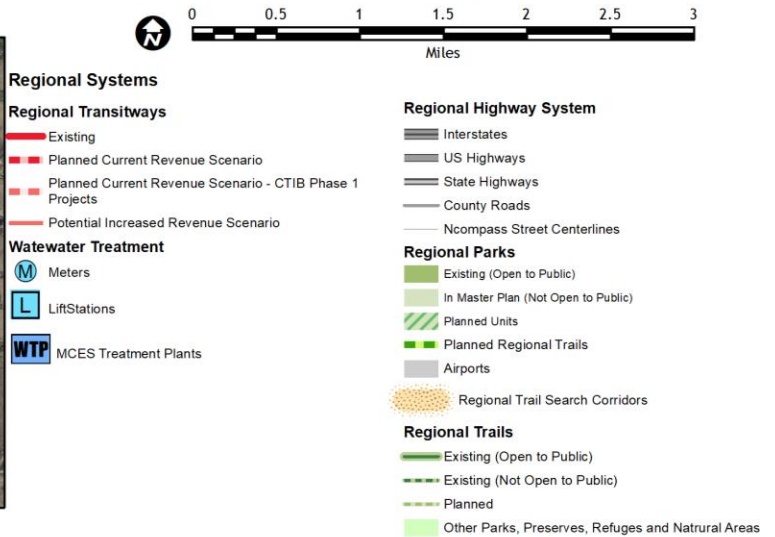 0 0.5 1 1.5 2 2.5 3
N
Miles
Regional Systems
Regional Transitways
Existing
Planned Current Revenue Scenario
Planned Current Revenue Scenario - CTIB Phase 1
Projects
Potential Increased Revenue Scenario
Watewater Treatment
M Meters
L LiftStations
WTP MCES Treatment Plants
Regional Highway System
Interstates
US Highways
State Highways
County Roads
Ncompass Street Centerlines
Regional Parks
Existing (Open to Public)
In Master Plan (Not Open to Public)
Planned Units
Planned Regional Trails
Airports
Regional Trail Search Corridors
Regional Trails
Existing (Open to Public)
Existing (Not Open to Public)
Planned
Other Parks, Preserves, Refuges and Natrural Areas